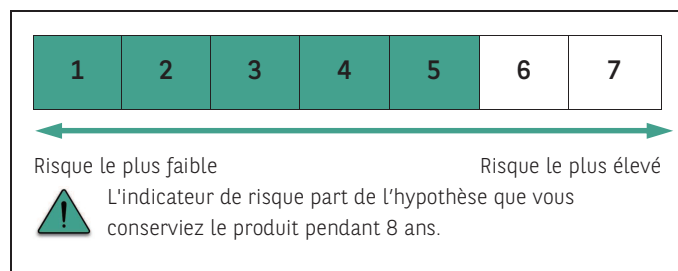 1 2 3 4 5 6 7
Risque le plus faible Risque le plus élevé
L'indicateur de risque part de l’hypothèse que vous
conserviez le produit pendant 8 ans.